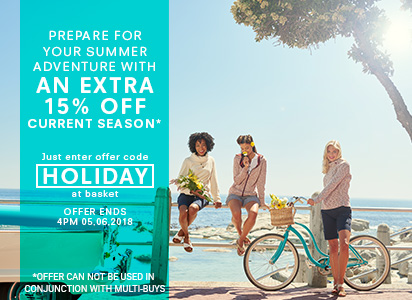 PREPARE FOR
YOUR SUMMER
ADVENTURE WITH
AN EXTRA
15% OFF
CURRENT SEASON*
Just enter offer code
HOLIDAY
at basket
OFFER ENDS
4PM 05.06.2018
*OFFER CAN NOT BE USED IN
CONJUNCTION WITH MULTI-BUYS